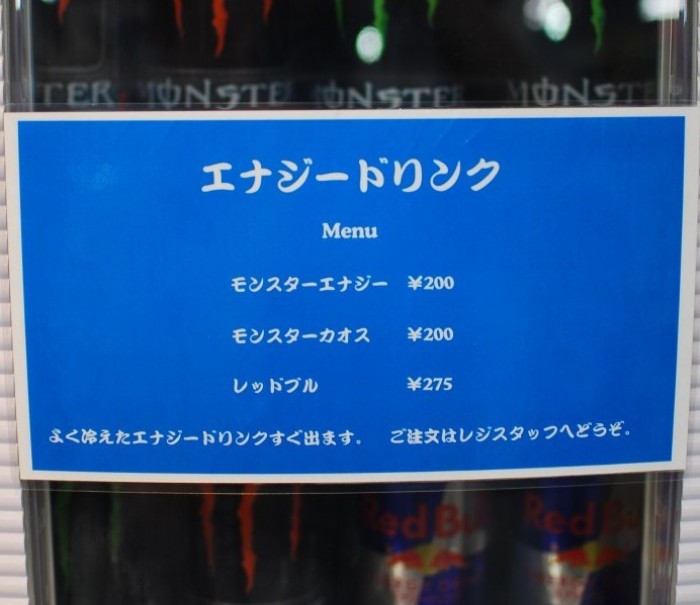 MONSTER MONSTER MONSTER
エナジードリンク
Menu
モンスターエナジー ¥200
モンスターカオス ¥200
レッドブル ¥275
よく冷えたエナジードリンクすぐ出ます。 ご注文はレジスタッフへどうぞ。
Red Bull Red Bull